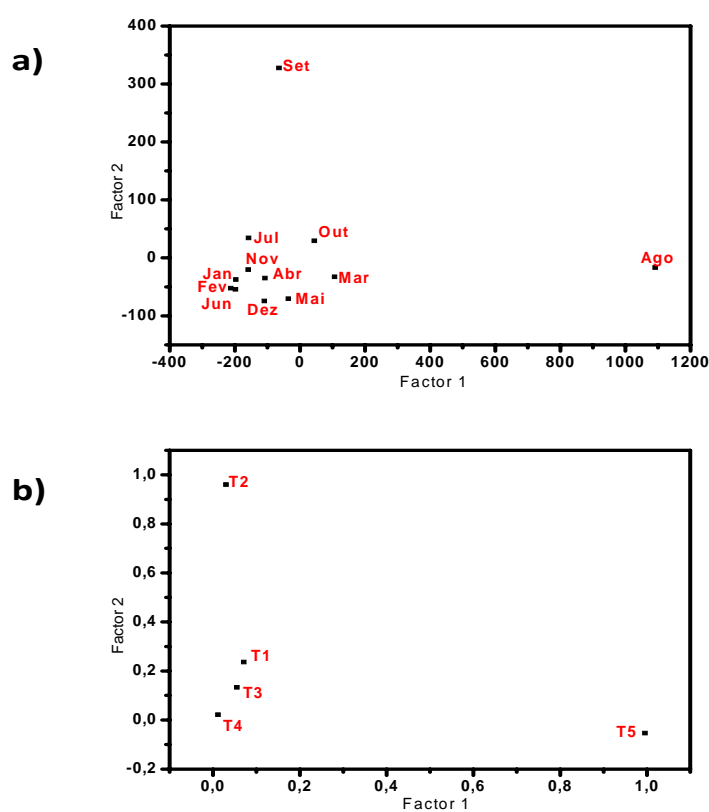 a)
400
300
200
100
0
-100
Factor 2
Set
Jul
Out
Nov
Ago
Jan
Abr
Mar
Fev
Jun
Dez
Mai
-400 -200 0 200 400 600 800 1000 1200
Factor 1
b)
1,0
0,8
0,6
0,4
0,2
0,0
-0,2
Factor 2
T2
T1
T3
T4
T5
0,0 0,2 0,4 0,6 0,8 1,0
Factor 1